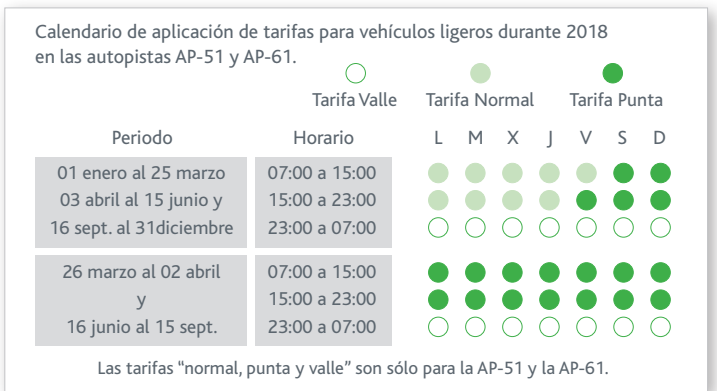 Calendario de aplicación de tarifas para vehículos ligeros durante 2018
en las autopistas AP-51 y AP-61.
Tarifa Valle Tarifa Normal Tarifa Punta
Periodo Horario L M X J V S D
01 enero al 25 marzo 07:00 a 15:00
03 abril al 15 junio y 15:00 a 23:00
16 sept. al 31diciembre 23:00 a 07:00
26 marzo al 02 abril 07:00 a 15:00
y 15:00 a 23:00
16 junio al 15 sept. 23:00 a 07:00
Las tarifas “normal, punta y valle” son sólo para la AP-51 y la AP-61.